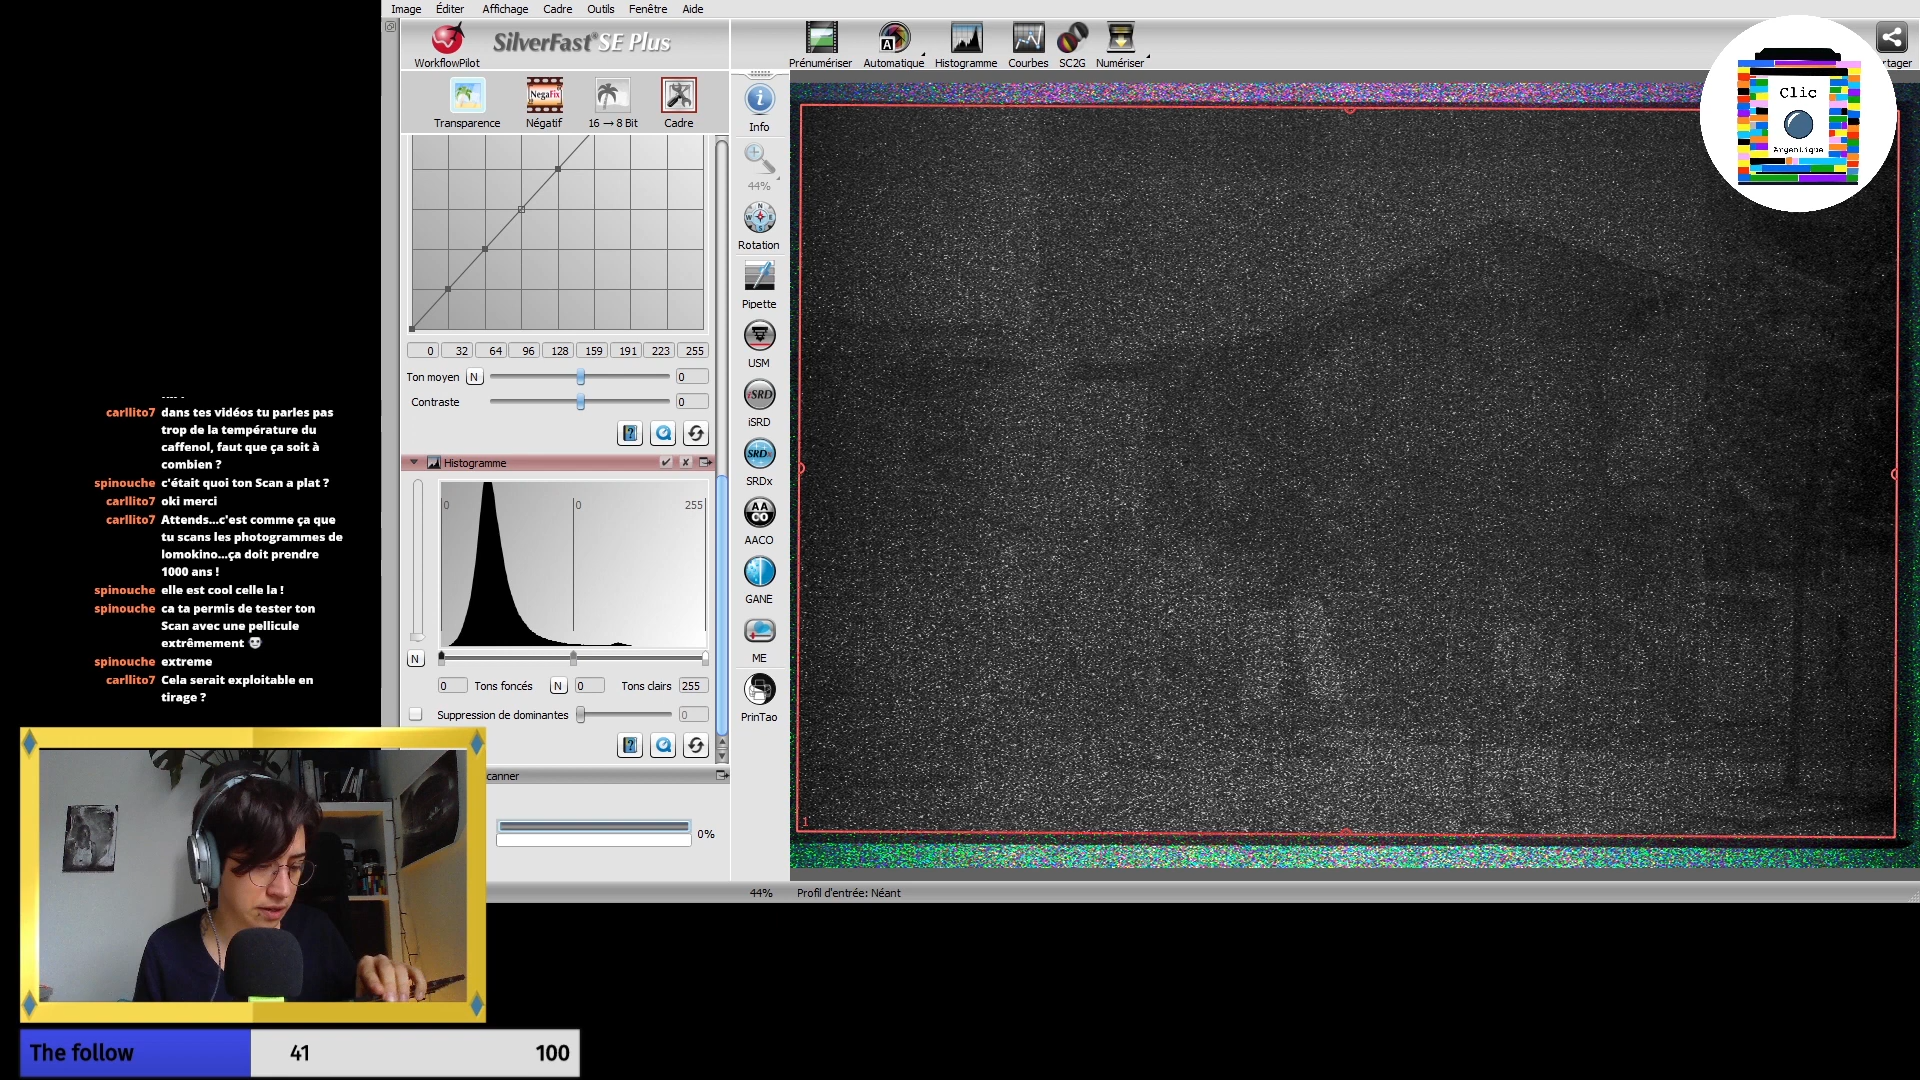 Image Éditer Affichage Cadre Outils Fenêtre Aide
WorkflowPilot
SilverFast® SE Plus
Prénumériser Automatique Histogramme Courbes SC2G Numériser
Clic
Argentique
Transparence
NegaFix
Négatif
16 → 8 Bit
Cadre
Info
44%
Rotation
Pipette
USM
iSRD
iSRD
SRDx
SRDx
AACO
AACO
GANE
ME
PrinTao
0 32 64 96 128 159 191 223 255
Ton moyen N 0
Contraste 0
Histogramme
0 0 255
N
0 Tons foncés N 0 Tons clairs 255
Suppression de dominantes 0
canner
0%
44% Profil d'entrée: Néant
1
carllito7 dans tes vidéos tu parles pas
trop de la température du
caffenol, faut que ça soit à
combien ?
spinouche c'était quoi ton Scan a plat ?
carllito7 oki merci
carllito7 Attends...c'est comme ça que
tu scans les photogrammes de
lomokino...ça doit prendre
1000 ans !
spinouche elle est cool celle la !
spinouche ca ta permis de tester ton
Scan avec une pellicule
extrêmement
spinouche extreme
carllito7 Cela serait exploitable en
tirage ?
The follow 41 100